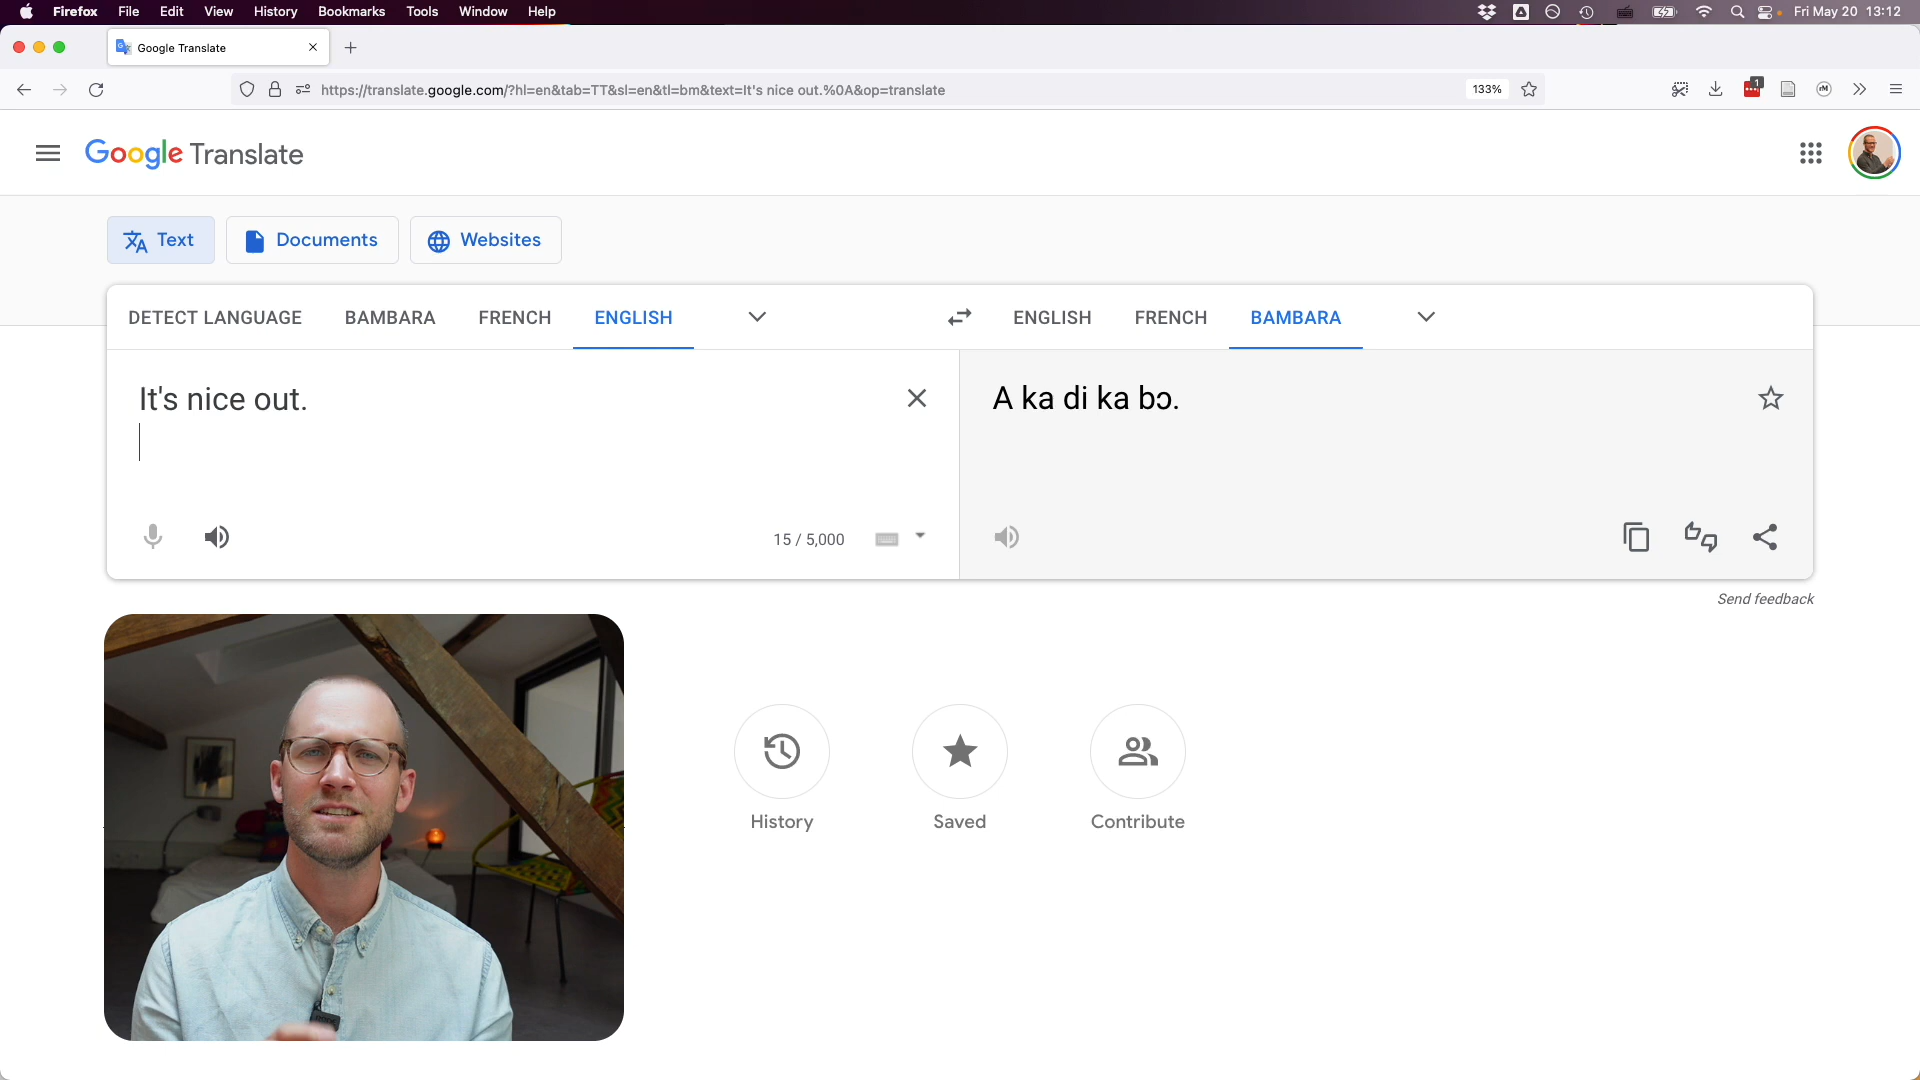 Firefox File Edit View History Bookmarks Tools Window Help Fri May 20 13:12
Google Translate
https://translate.google.com/?hl=en&tab=TT&sl=en&tl=bm&text=It's nice out.%0A&op=translate 133% 1
Google Translate
Text Documents Websites
DETECT LANGUAGE BAMBARA FRENCH ENGLISH ENGLISH FRENCH BAMBARA
It's nice out. A ka di ka bɔ.
15 / 5,000
Send feedback
History Saved Contribute